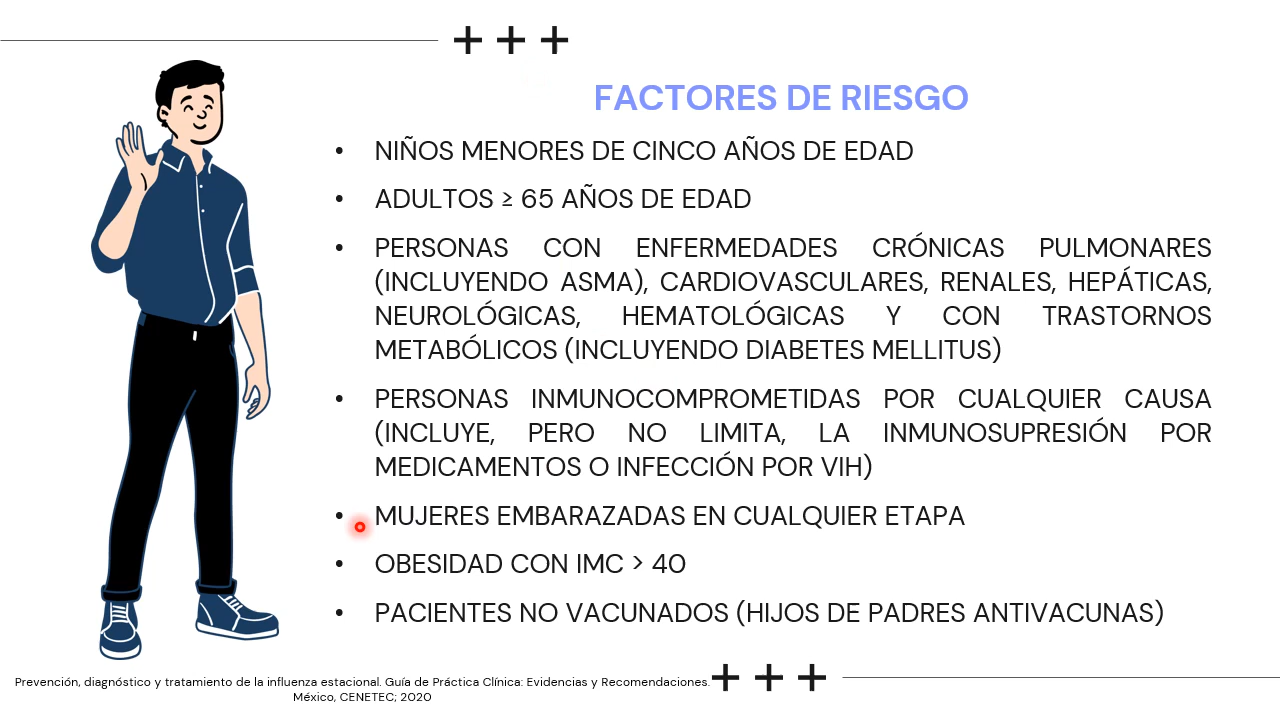 FACTORES DE RIESGO
• NIÑOS MENORES DE CINCO AÑOS DE EDAD
• ADULTOS ≥ 65 AÑOS DE EDAD
• PERSONAS CON ENFERMEDADES CRÓNICAS PULMONARES
(INCLUYENDO ASMA), CARDIOVASCULARES, RENALES, HEPÁTICAS,
NEUROLÓGICAS, HEMATOLÓGICAS Y CON TRASTORNOS
METABÓLICOS (INCLUYENDO DIABETES MELLITUS)
• PERSONAS INMUNOCOMPROMETIDAS POR CUALQUIER CAUSA
(INCLUYE, PERO NO LIMITA, LA INMUNOSUPRESIÓN POR
MEDICAMENTOS O INFECCIÓN POR VIH)
• MUJERES EMBARAZADAS EN CUALQUIER ETAPA
• OBESIDAD CON IMC > 40
• PACIENTES NO VACUNADOS (HIJOS DE PADRES ANTIVACUNAS)
Prevención, diagnóstico y tratamiento de la influenza estacional. Guía de Práctica Clínica: Evidencias y Recomendaciones.
México, CENETEC; 2020